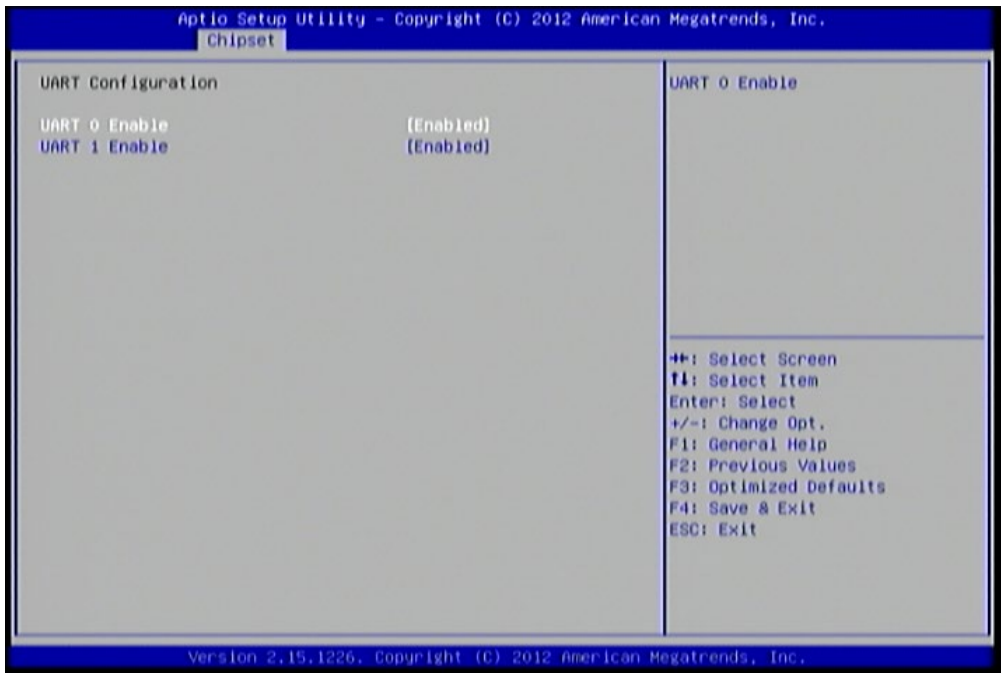 Aptio Setup Utility – Copyright (C) 2012 American Megatrends, Inc.
Chipset
UART Configuration
UART 0 Enable [Enabled]
UART 1 Enable [Enabled]
UART 0 Enable
→←: Select Screen
↑↓: Select Item
Enter: Select
+/-: Change Opt.
F1: General Help
F2: Previous Values
F3: Optimized Defaults
F4: Save & Exit
ESC: Exit
Version 2.15.1226. Copyright (C) 2012 American Megatrends, Inc.